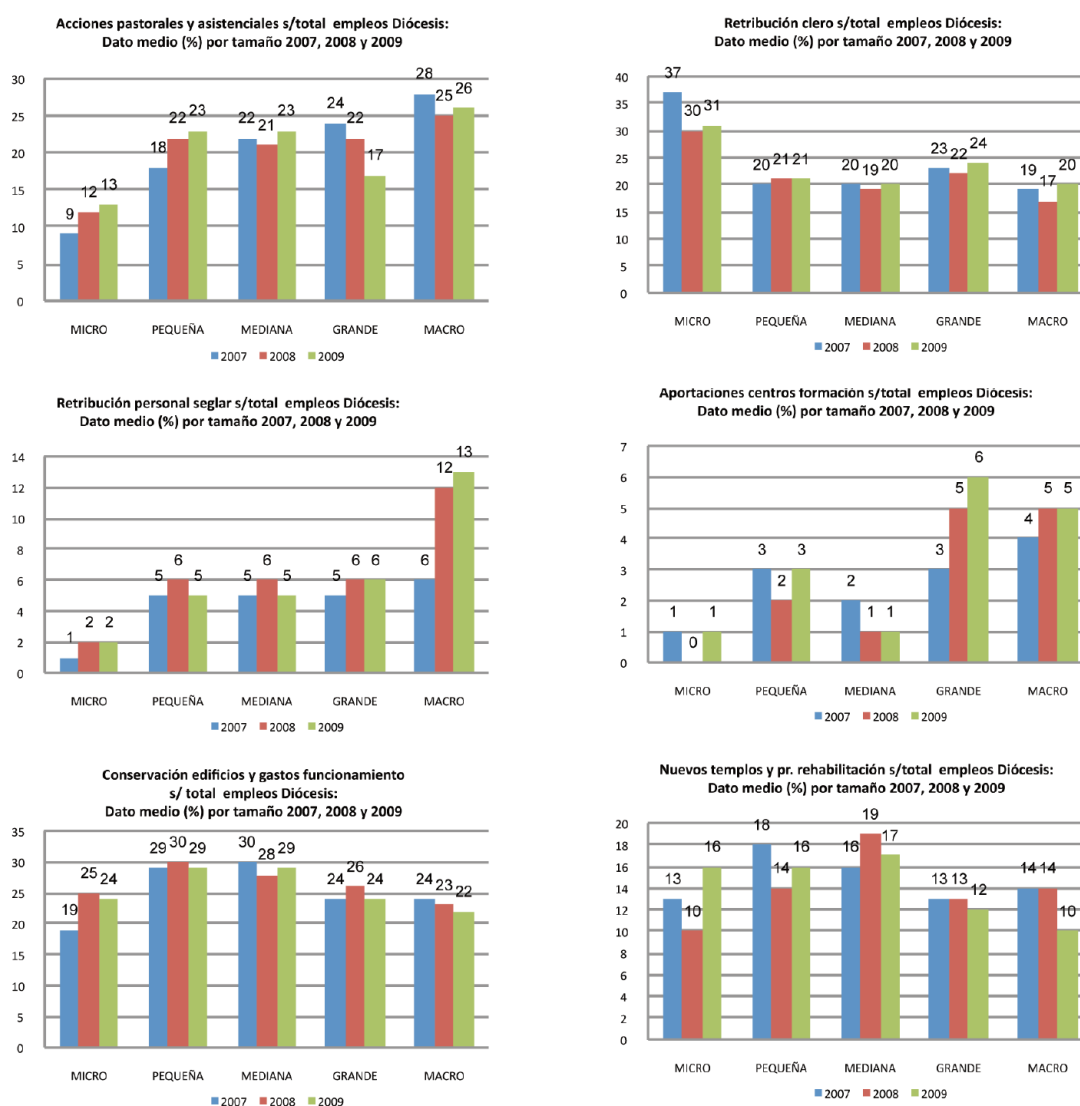 Acciones pastorales y asistenciales s/total empleos Diócesis:
Dato medio (%) por tamaño 2007, 2008 y 2009
30
25
20
15
10
5
0
9 12 13
18 22 23
22 21 23
24 22 17
28 25 26
MICRO PEQUEÑA MEDIANA GRANDE MACRO
2007 2008 2009
Retribución clero s/total empleos Diócesis:
Dato medio (%) por tamaño 2007, 2008 y 2009
40
35
30
25
20
15
10
5
0
37 30 31
20 21 21
20 19 20
23 22 24
19 17 20
MICRO PEQUEÑA MEDIANA GRANDE MACRO
2007 2008 2009
Retribución personal seglar s/total empleos Diócesis:
Dato medio (%) por tamaño 2007, 2008 y 2009
14
12
10
8
6
4
2
0
1 2 2
5 6 5
5 6 5
5 6 6
6 12 13
MICRO PEQUEÑA MEDIANA GRANDE MACRO
2007 2008 2009
Aportaciones centros formación s/total empleos Diócesis:
Dato medio (%) por tamaño 2007, 2008 y 2009
7
6
5
4
3
2
1
0
1 0 1
3 2 3
2 1 1
3 5 6
4 5 5
MICRO PEQUEÑA MEDIANA GRANDE MACRO
2007 2008 2009
Conservación edificios y gastos funcionamiento
s/ total empleos Diócesis:
Dato medio (%) por tamaño 2007, 2008 y 2009
35
30
25
20
15
10
5
0
19 25 24
29 30 29
30 28 29
24 26 24
24 23 22
MICRO PEQUEÑA MEDIANA GRANDE MACRO
2007 2008 2009
Nuevos templos y pr. rehabilitación s/total empleos Diócesis:
Dato medio (%) por tamaño 2007, 2008 y 2009
20
18
16
14
12
10
8
6
4
2
0
13 10 16
18 14 16
16 19 17
13 13 12
14 14 10
MICRO PEQUEÑA MEDIANA GRANDE MACRO
2007 2008 2009